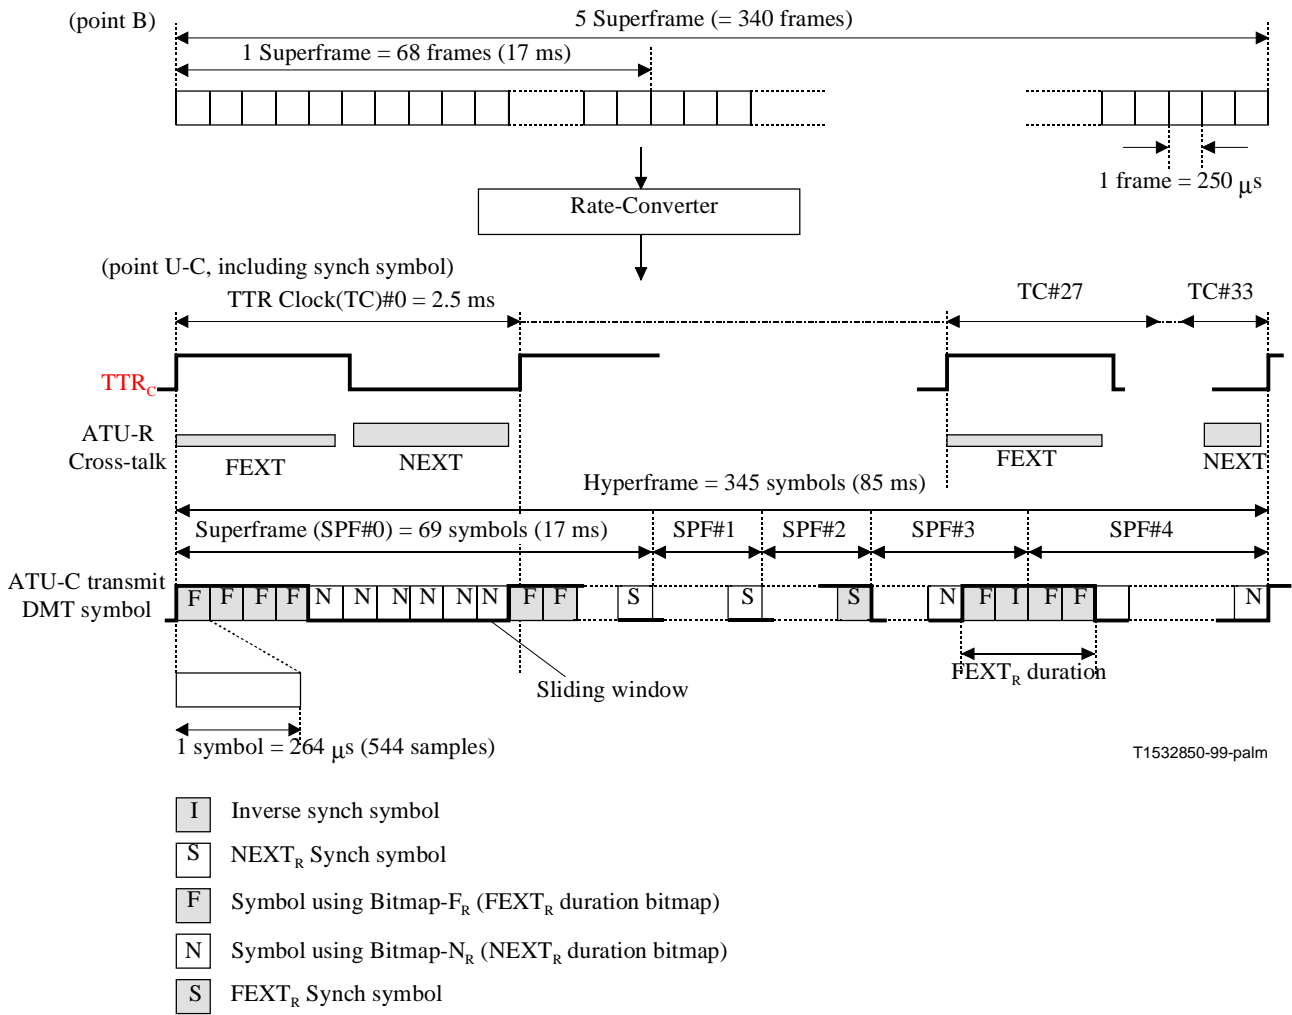 (point B)
5 Superframe (= 340 frames)
1 Superframe = 68 frames (17 ms)
1 frame = 250 μs
Rate-Converter
(point U-C, including synch symbol)
TTR Clock(TC)#0 = 2.5 ms
TC#27
TC#33
TTRC
ATU-R
Cross-talk
FEXT
NEXT
FEXT
NEXT
Hyperframe = 345 symbols (85 ms)
Superframe (SPF#0) = 69 symbols (17 ms)
SPF#1
SPF#2
SPF#3
SPF#4
ATU-C transmit
DMT symbol
F F F F N N N N N N F F S S S N F I F F N
FEXTR duration
Sliding window
1 symbol = 264 μs (544 samples)
T1532850-99-palm
I Inverse synch symbol
S NEXTR Synch symbol
F Symbol using Bitmap-FR (FEXTR duration bitmap)
N Symbol using Bitmap-NR (NEXTR duration bitmap)
S FEXTR Synch symbol